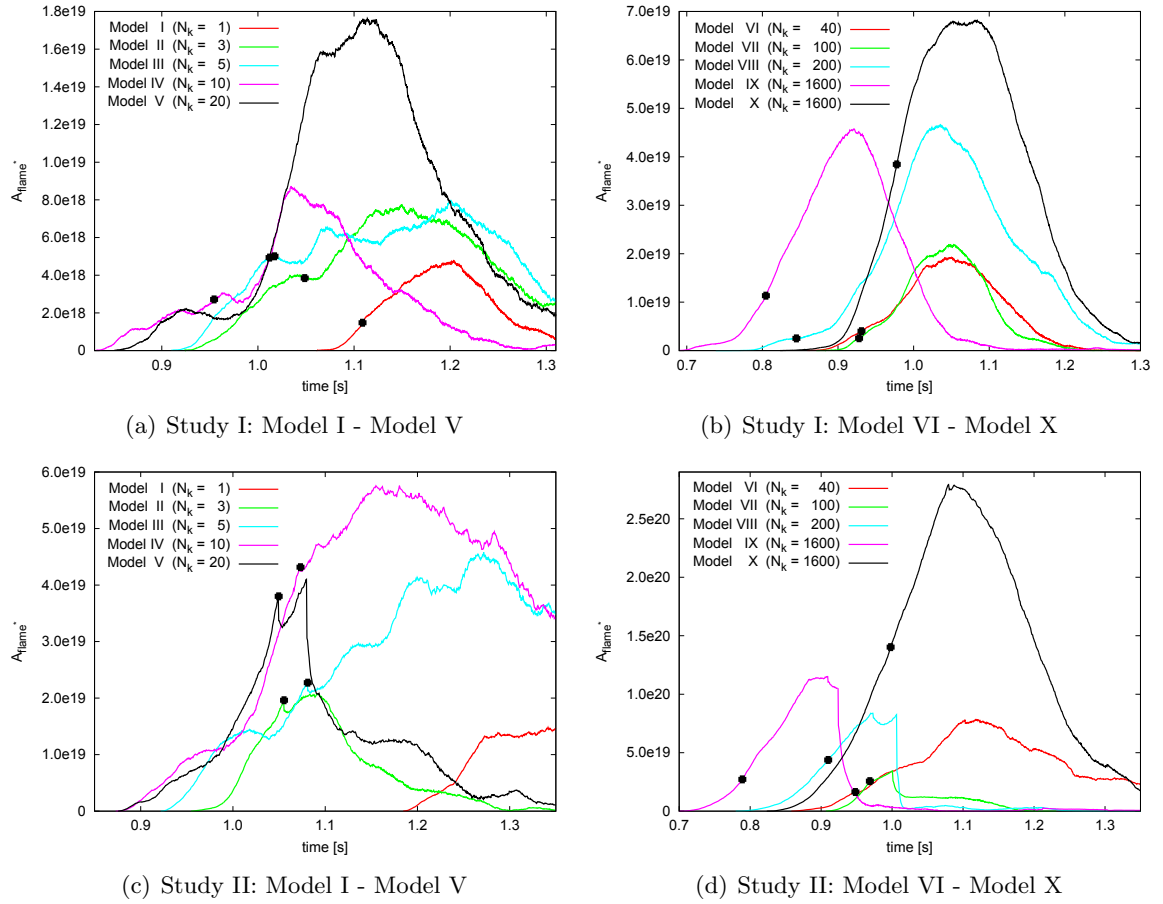 1.8e19
1.6e19
1.4e19
1.2e19
1.0e19
8.0e18
6.0e18
4.0e18
2.0e18
0
A_flame*
Model I (N_k = 1)
Model II (N_k = 3)
Model III (N_k = 5)
Model IV (N_k = 10)
Model V (N_k = 20)
0.9 1.0 1.1 1.2 1.3
time [s]
(a) Study I: Model I - Model V
7.0e19
6.0e19
5.0e19
4.0e19
3.0e19
2.0e19
1.0e19
0
A_flame*
Model VI (N_k = 40)
Model VII (N_k = 100)
Model VIII (N_k = 200)
Model IX (N_k = 1600)
Model X (N_k = 1600)
0.7 0.8 0.9 1.0 1.1 1.2 1.3
time [s]
(b) Study I: Model VI - Model X
6.0e19
5.0e19
4.0e19
3.0e19
2.0e19
1.0e19
0
A_flame*
Model I (N_k = 1)
Model II (N_k = 3)
Model III (N_k = 5)
Model IV (N_k = 10)
Model V (N_k = 20)
0.9 1.0 1.1 1.2 1.3
time [s]
(c) Study II: Model I - Model V
2.5e20
2.0e20
1.5e20
1.0e20
5.0e19
0
A_flame*
Model VI (N_k = 40)
Model VII (N_k = 100)
Model VIII (N_k = 200)
Model IX (N_k = 1600)
Model X (N_k = 1600)
0.7 0.8 0.9 1.0 1.1 1.2 1.3
time [s]
(d) Study II: Model VI - Model X